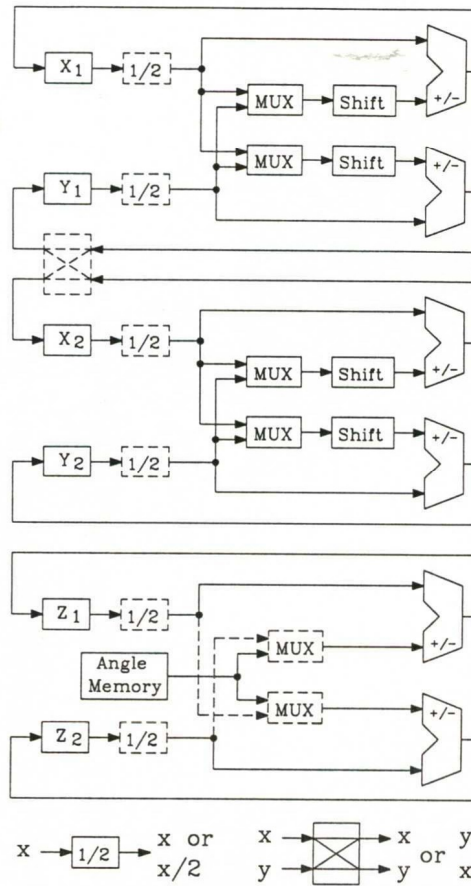 X1 1/2
MUX Shift +/-
MUX Shift +/-
Y1 1/2
X2 1/2
MUX Shift +/-
MUX Shift +/-
Y2 1/2
Z1 1/2
MUX +/-
Angle
Memory
MUX +/-
Z2 1/2
x 1/2 x or
x/2
x x y
or
y y x